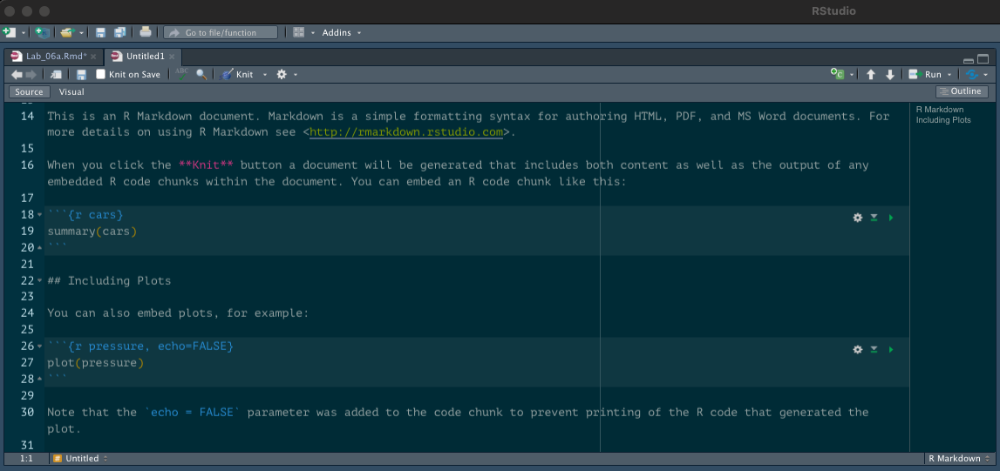 RStudio
Go to file/function
Addins
Lab_06a.Rmd* Untitled1
Knit on Save ABC Knit Run
Source Visual Outline
14 This is an R Markdown document. Markdown is a simple formatting syntax for authoring HTML, PDF, and MS Word documents. For
more details on using R Markdown see <http://rmarkdown.rstudio.com>.
15
16 When you click the **Knit** button a document will be generated that includes both content as well as the output of any
embedded R code chunks within the document. You can embed an R code chunk like this:
17
18 ```{r cars}
19 summary(cars)
20 ```
21
22 ## Including Plots
23
24 You can also embed plots, for example:
25
26 ```{r pressure, echo=FALSE}
27 plot(pressure)
28 ```
29
30 Note that the `echo = FALSE` parameter was added to the code chunk to prevent printing of the R code that generated the
plot.
31
R Markdown
Including Plots
1:1 # Untitled R Markdown